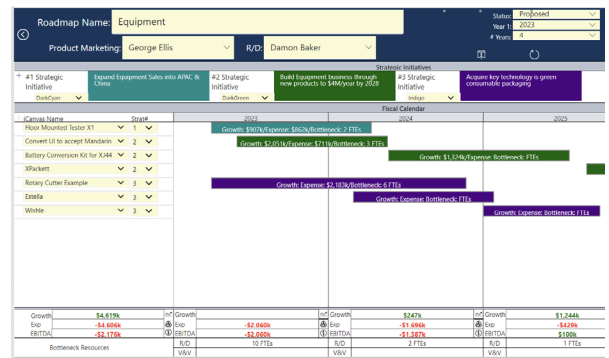 Roadmap Name: Equipment
Status: Proposed
Year 1: 2023
# Years: 4
Product Marketing: George Ellis R/D: Damon Baker
Strategic Initiatives
#1 Strategic Initiative
DarkCyan
Expand Equipment Sales into APAC &
China
#2 Strategic Initiative
DarkGreen
Build Equipment business through
new products to $4M/year by 2028
#3 Strategic Initiative
Indigo
Acquire key technology is green
consumable packaging
Fiscal Calendar
iCanvas Name Strat# 2023 2024 2025
Floor Mounted Tester X1 1 Growth: $907k/Expense: $862k/Bottleneck: 2 FTEs
Convert UI to accept Mandarin 2 Growth: $2,051k/Expense: $711k/Bottleneck: 3 FTEs
Battery Conversion Kit for XJ44 2 Growth: $1,324k/Expense: Bottleneck: FTEs
XPackett 2
Rotary Cutter Example 3 Growth: Expense: $2,183k/Bottleneck: 6 FTEs
Estella 3 Growth: Expense: Bottleneck: FTEs
Winhle 3 Growth: Expense: Bottleneck: FTEs
Growth $4,619k Growth Growth $247k Growth $1,244k
Exp -$4,606k Exp -$2,060k Exp -$1,696k Exp -$429k
EBITDA -$2,176k EBITDA -$2,060k EBITDA -$1,587k EBITDA $100k
Bottleneck Resources
R/D 10 FTEs R/D 2 FTEs R/D 1 FTEs
V&V V&V V&V